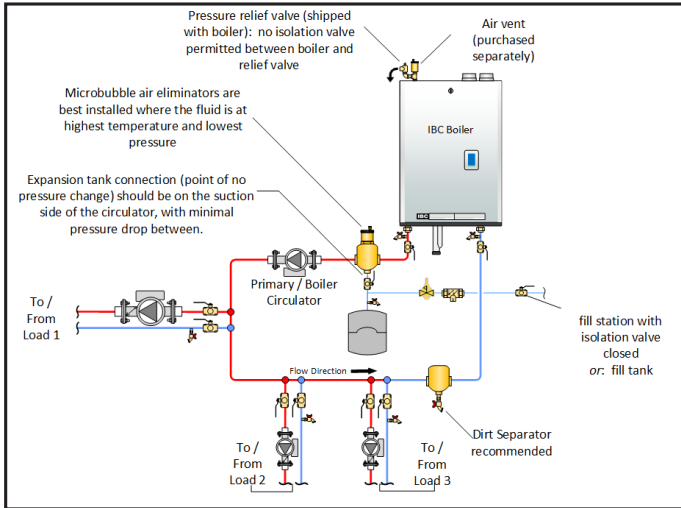 Pressure relief valve (shipped
with boiler): no isolation valve
permitted between boiler and
relief valve
Air vent
(purchased
separately)
Microbubble air eliminators are
best installed where the fluid is at
highest temperature and lowest
pressure
IBC Boiler
Expansion tank connection (point of no
pressure change) should be on the suction
side of the circulator, with minimal
pressure drop between.
IBC
Primary / Boiler
Circulator
To /
From
Load 1
fill station with
isolation valve
closed
or: fill tank
Flow Direction
Dirt Separator
recommended
To /
From
Load 2
To /
From
Load 3